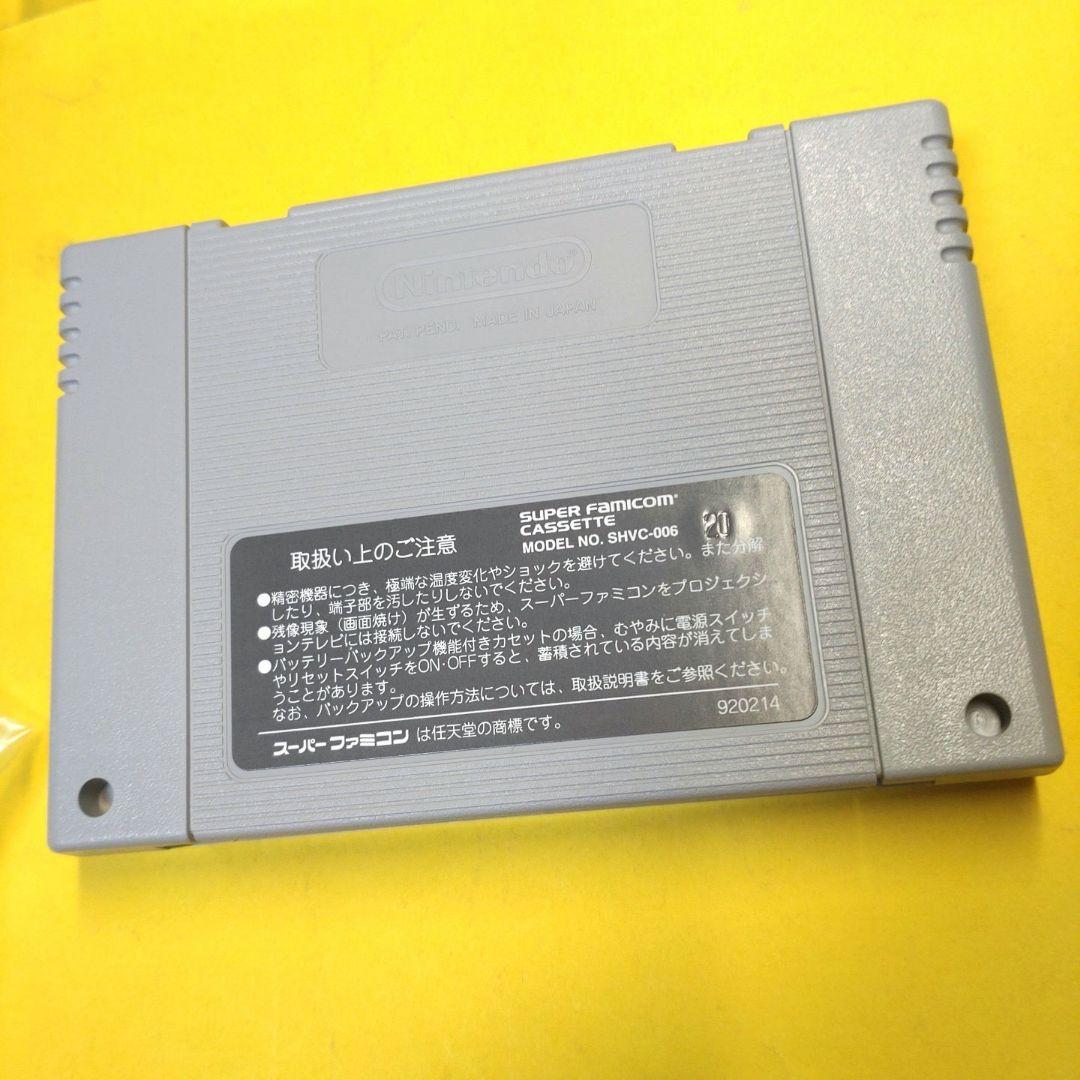 Nintendo®
PAT. PEND. MADE IN JAPAN
SUPER FAMICOM®
CASSETTE
MODEL NO. SHVC-006
20
取扱い上のご注意
●精密機器につき、極端な温度変化やショックを避けてください。また分解
したり、端子部を汚したりしないでください。
●残像現象（画面焼け）が生ずるため、スーパーファミコンをプロジェクシ
ョンテレビには接続しないでください。
●バッテリーバックアップ機能付きカセットの場合、むやみに電源スイッチ
やリセットスイッチをON・OFFすると、蓄積されている内容が消えてしま
うことがあります。
なお、バックアップの操作方法については、取扱説明書をご参照ください。
スーパーファミコンは任天堂の商標です。
920214